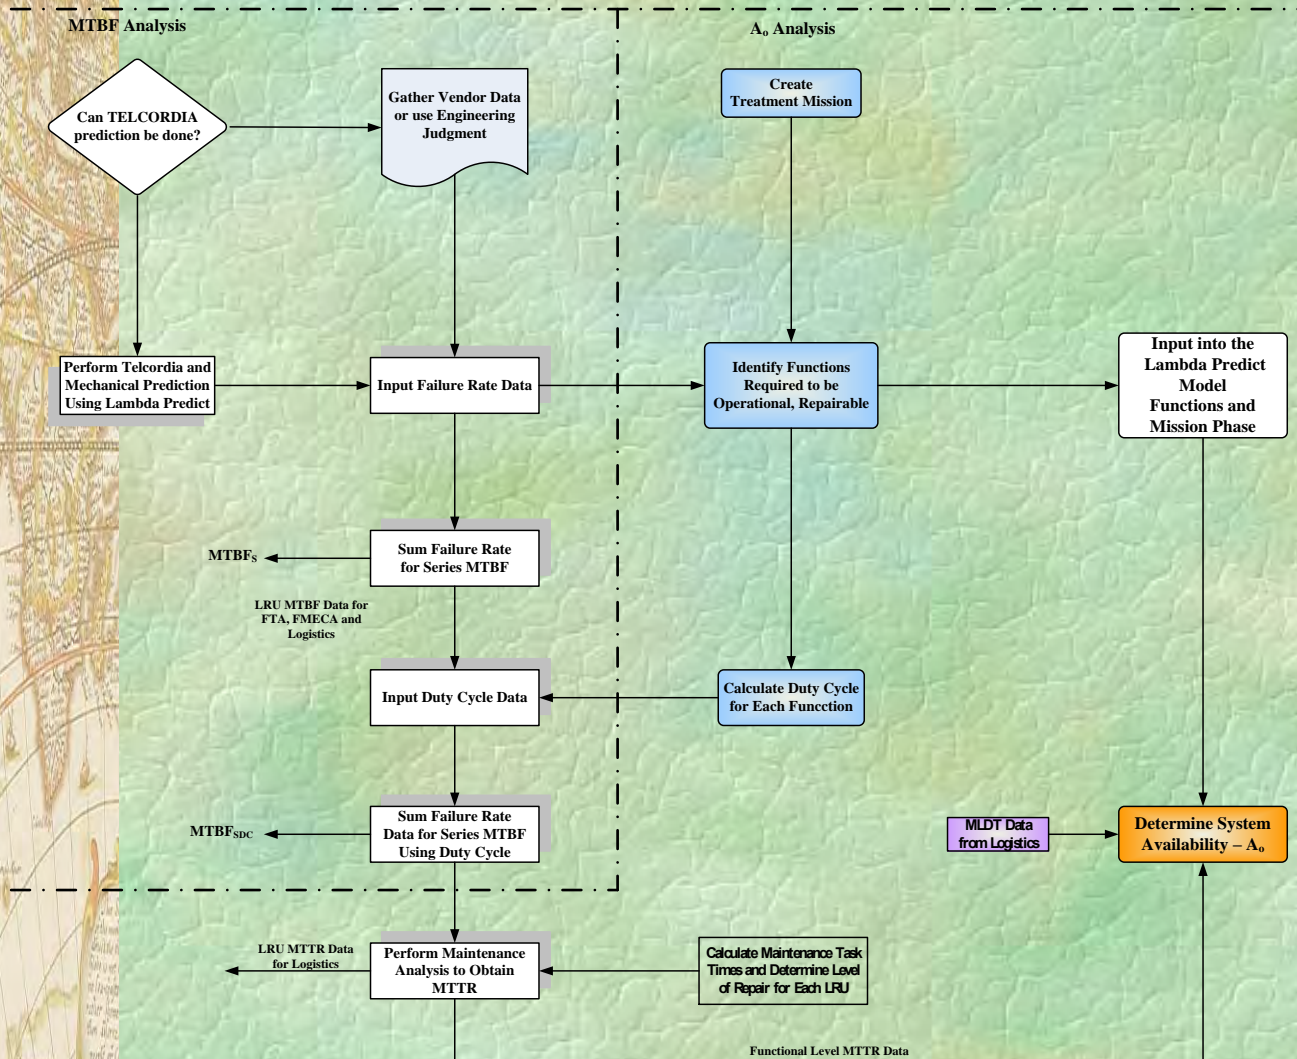 MTBF Analysis
A₀ Analysis
Can TELCORDIA
prediction be done?
Gather Vendor Data
or use Engineering
Judgment
Create
Treatment Mission
Perform Telcordia and
Mechanical Prediction
Using Lambda Predict
Input Failure Rate Data
Identify Functions
Required to be
Operational, Repairable
Input into the
Lambda Predict
Model
Functions and
Mission Phase
MTBFS
Sum Failure Rate
for Series MTBF
LRU MTBF Data for
FTA, FMECA and
Logistics
Input Duty Cycle Data
Calculate Duty Cycle
for Each Funcction
MTBFSDC
Sum Failure Rate
Data for Series MTBF
Using Duty Cycle
MLDT Data
from Logistics
Determine System
Availability – A₀
LRU MTTR Data
for Logistics
Perform Maintenance
Analysis to Obtain
MTTR
Calculate Maintenance Task
Times and Determine Level
of Repair for Each LRU
Functional Level MTTR Data